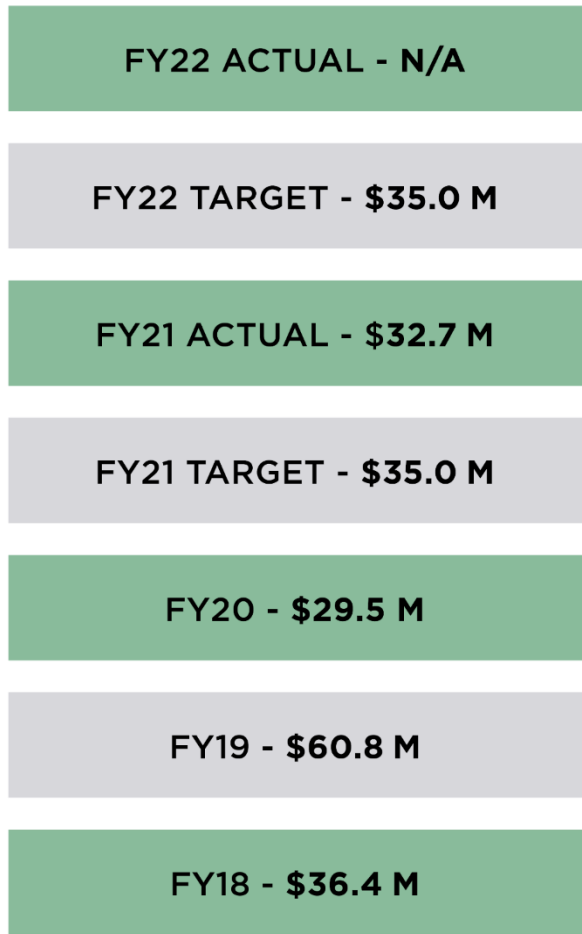 FY22 ACTUAL - N/A
FY22 TARGET - $35.0 M
FY21 ACTUAL - $32.7 M
FY21 TARGET - $35.0 M
FY20 - $29.5 M
FY19 - $60.8 M
FY18 - $36.4 M